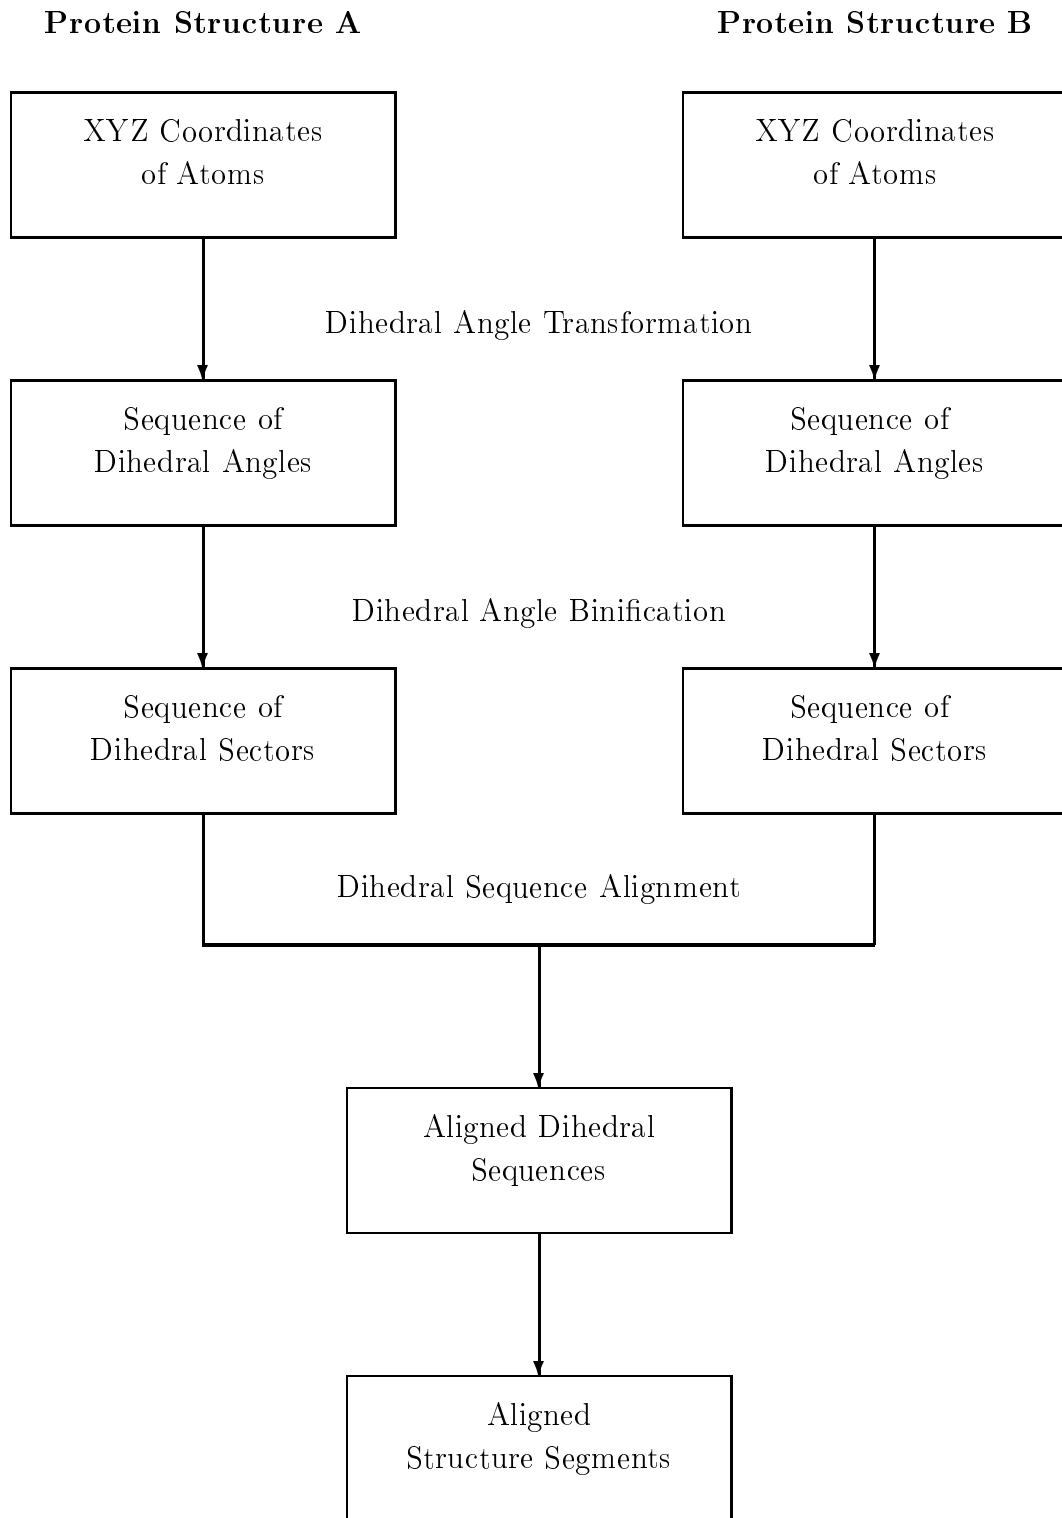 Protein Structure A
Protein Structure B
XYZ Coordinates
of Atoms
XYZ Coordinates
of Atoms
Dihedral Angle Transformation
Sequence of
Dihedral Angles
Sequence of
Dihedral Angles
Dihedral Angle Binification
Sequence of
Dihedral Sectors
Sequence of
Dihedral Sectors
Dihedral Sequence Alignment
Aligned Dihedral
Sequences
Aligned
Structure Segments